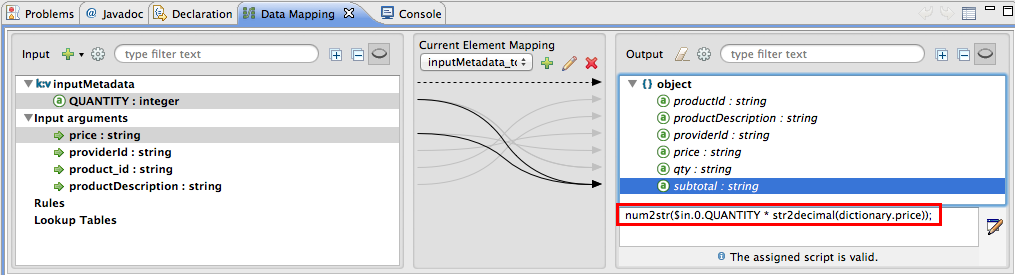 Problems @ Javadoc Declaration Data Mapping Console
Input type filter text
k:v inputMetadata
a QUANTITY : integer
Input arguments
price : string
providerId : string
product_id : string
productDescription : string
Rules
Lookup Tables
Current Element Mapping
inputMetadata_to
Output type filter text
{} object
a productId : string
a productDescription : string
a providerId : string
a price : string
a qty : string
a subtotal : string
num2str($in.0.QUANTITY * str2decimal(dictionary.price));
The assigned script is valid.